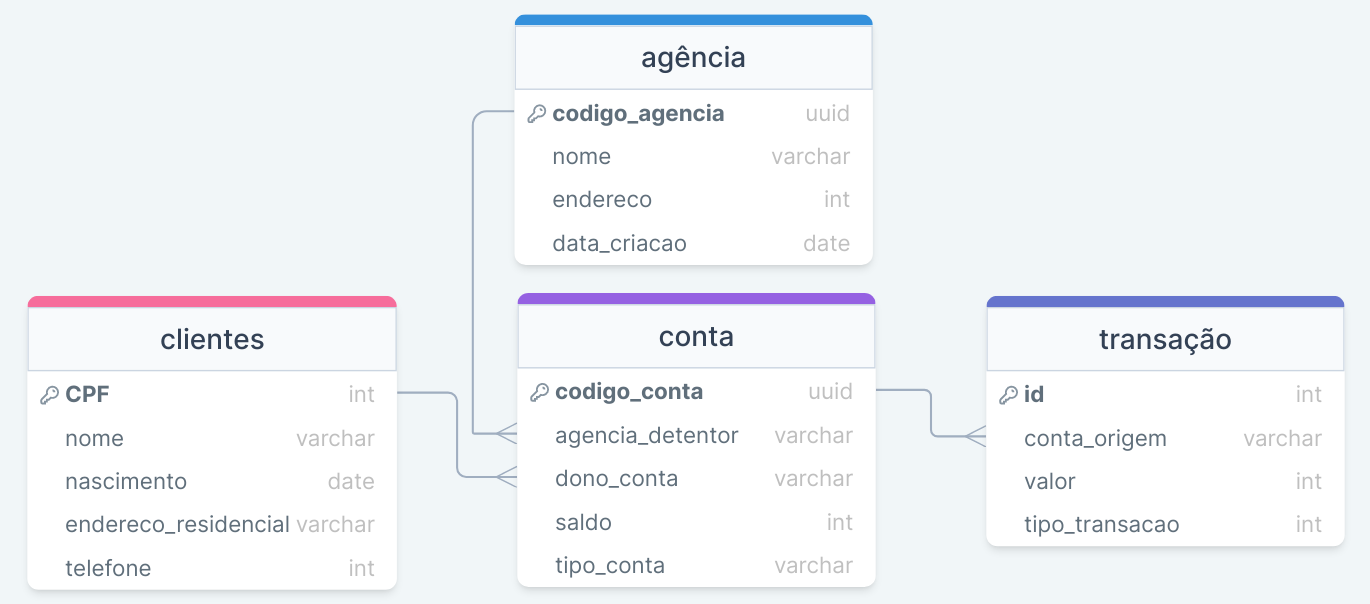 agência
codigo_agencia uuid
nome varchar
endereco int
data_criacao date
clientes
CPF int
nome varchar
nascimento date
endereco_residencial varchar
telefone int
conta
codigo_conta uuid
agencia_detentor varchar
dono_conta varchar
saldo int
tipo_conta varchar
transação
id int
conta_origem varchar
valor int
tipo_transacao int